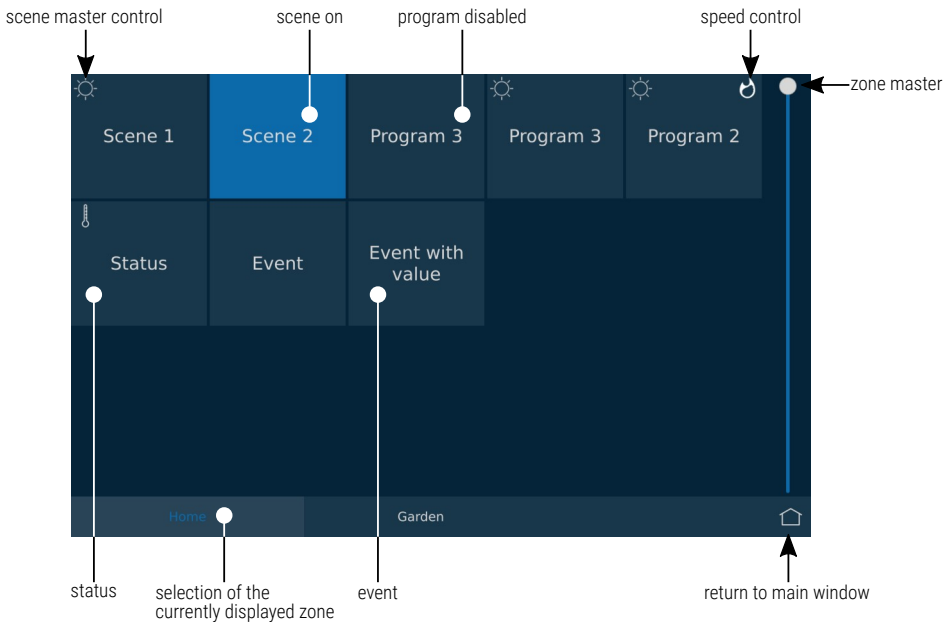 scene master control
scene on
program disabled
speed control
zone master
Scene 1
Scene 2
Program 3
Program 3
Program 2
Status
Event
Event with
value
Home
Garden
status
selection of the
currently displayed zone
event
return to main window